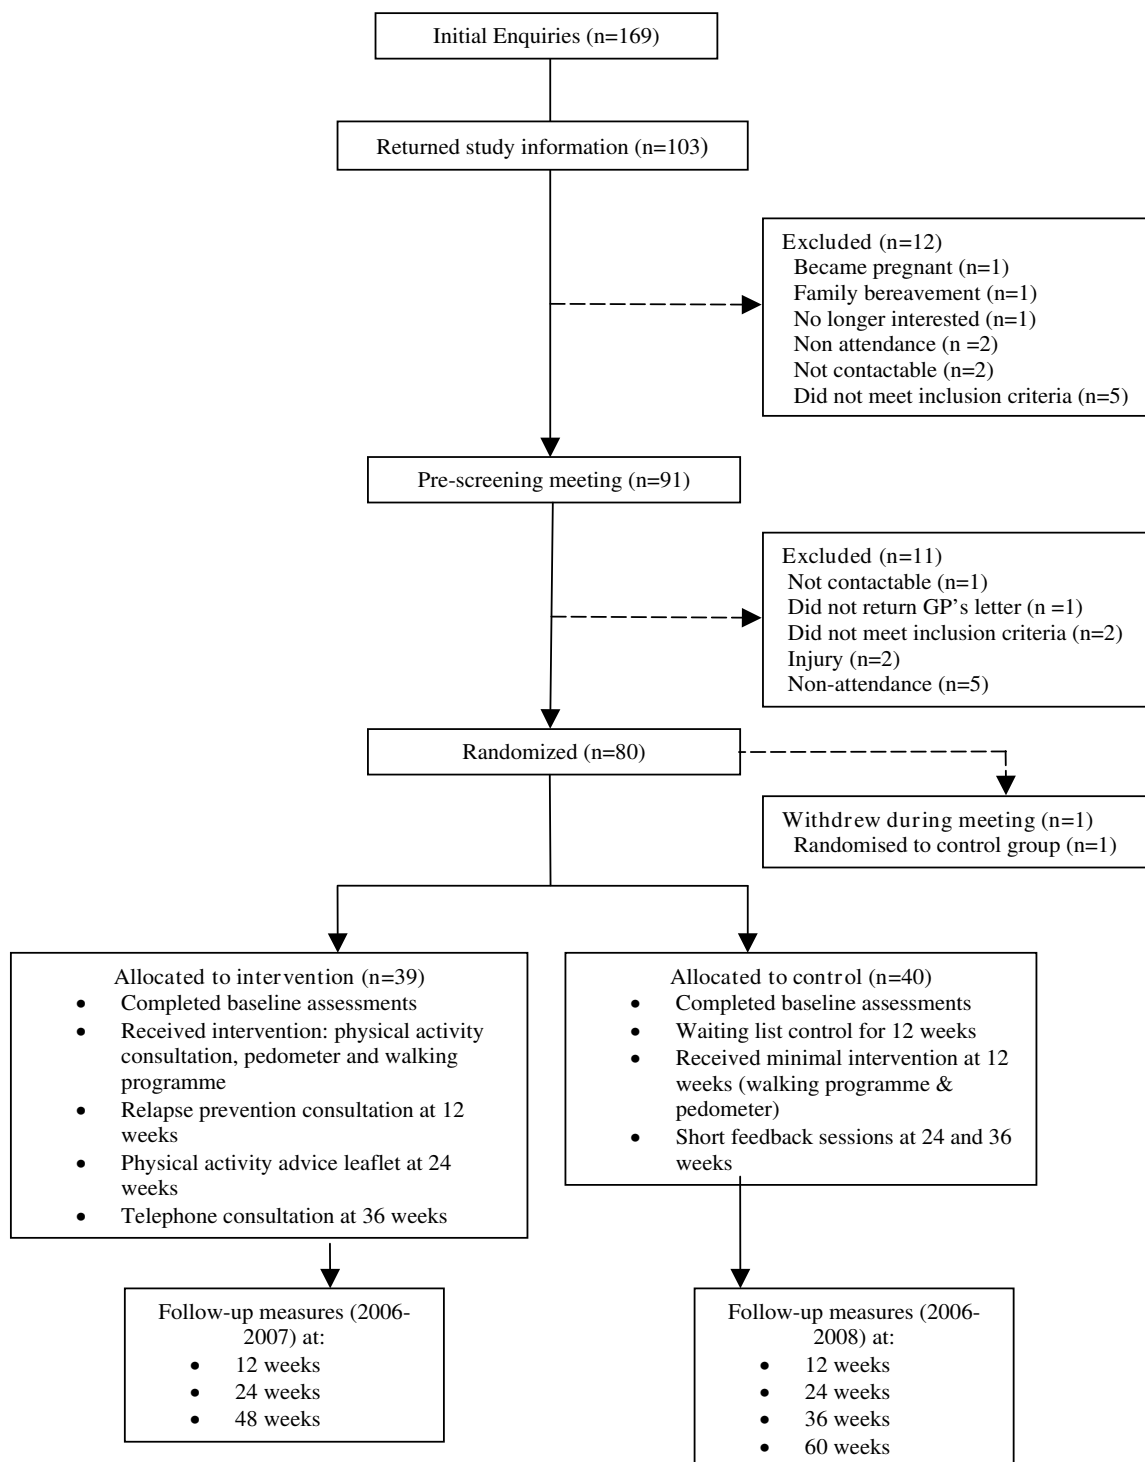 Initial Enquiries (n=169)
Returned study information (n=103)
Excluded (n=12)
Became pregnant (n=1)
Family bereavement (n=1)
No longer interested (n=1)
Non attendance (n =2)
Not contactable (n=2)
Did not meet inclusion criteria (n=5)
Pre-screening meeting (n=91)
Excluded (n=11)
Not contactable (n=1)
Did not return GP's letter (n =1)
Did not meet inclusion criteria (n=2)
Injury (n=2)
Non-attendance (n=5)
Randomized (n=80)
Withdrew during meeting (n=1)
Randomised to control group (n=1)
Allocated to intervention (n=39)
• Completed baseline assessments
• Received intervention: physical activity
consultation, pedometer and walking
programme
• Relapse prevention consultation at 12
weeks
• Physical activity advice leaflet at 24
weeks
• Telephone consultation at 36 weeks
Allocated to control (n=40)
• Completed baseline assessments
• Waiting list control for 12 weeks
• Received minimal intervention at 12
weeks (walking programme &
pedometer)
• Short feedback sessions at 24 and 36
weeks
Follow-up measures (2006-
2007) at:
• 12 weeks
• 24 weeks
• 48 weeks
Follow-up measures (2006-
2008) at:
• 12 weeks
• 24 weeks
• 36 weeks
• 60 weeks